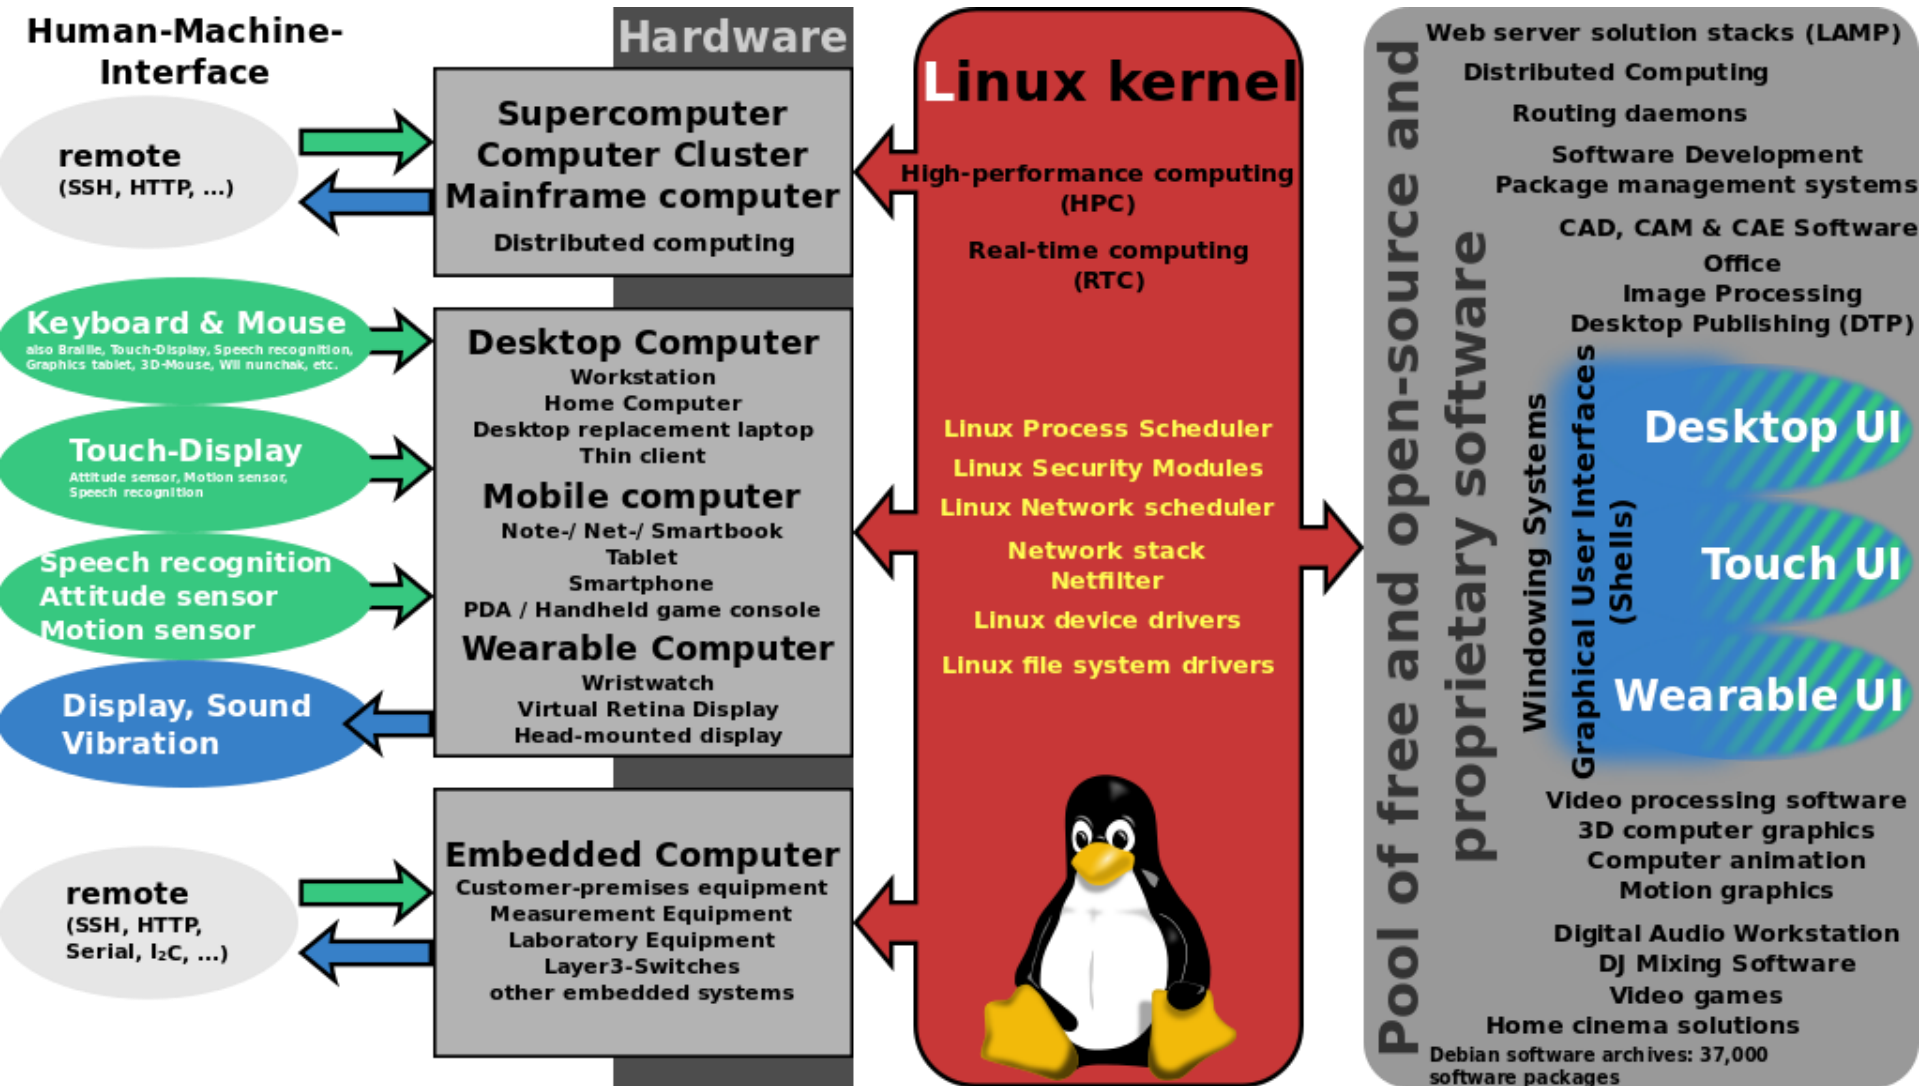 Human-Machine-
Interface
remote
(SSH, HTTP, ...)
Keyboard & Mouse
also Braille, Touch-Display, Speech recognition,
Graphics tablet, 3D-Mouse, Wii nunchak, etc.
Touch-Display
Attitude sensor, Motion sensor,
Speech recognition
Speech recognition
Attitude sensor
Motion sensor
Display, Sound
Vibration
remote
(SSH, HTTP,
Serial, I₂C, ...)
Hardware
Supercomputer
Computer Cluster
Mainframe computer
Distributed computing
Desktop Computer
Workstation
Home Computer
Desktop replacement laptop
Thin client
Mobile computer
Note-/ Net-/ Smartbook
Tablet
Smartphone
PDA / Handheld game console
Wearable Computer
Wristwatch
Virtual Retina Display
Head-mounted display
Embedded Computer
Customer-premises equipment
Measurement Equipment
Laboratory Equipment
Layer3-Switches
other embedded systems
Linux kernel
High-performance computing
(HPC)
Real-time computing
(RTC)
Linux Process Scheduler
Linux Security Modules
Linux Network scheduler
Network stack
Netfilter
Linux device drivers
Linux file system drivers
Pool of free and open-source and
proprietary software
Web server solution stacks (LAMP)
Distributed Computing
Routing daemons
Software Development
Package management systems
CAD, CAM & CAE Software
Office
Image Processing
Desktop Publishing (DTP)
Windowing Systems
Graphical User Interfaces
(Shells)
Desktop UI
Touch UI
Wearable UI
Video processing software
3D computer graphics
Computer animation
Motion graphics
Digital Audio Workstation
DJ Mixing Software
Video games
Home cinema solutions
Debian software archives: 37,000
software packages